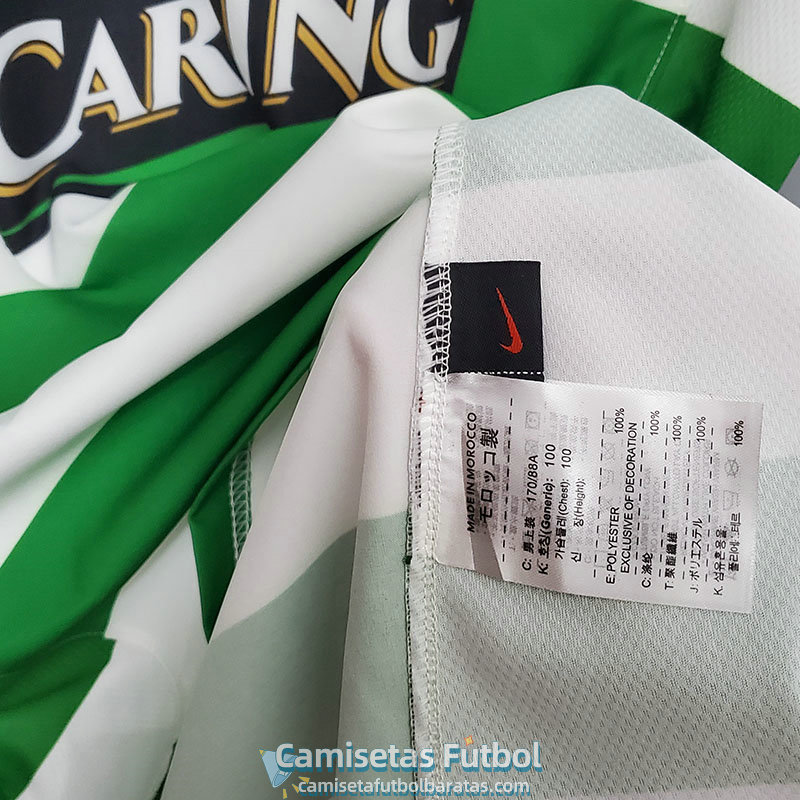 CARLING
MADE IN MOROCCO
モロッコ製
C: 男上装 170/88A
K: 호칭(Generic): 100
가슴둘레(Chest): 100
신 장(Height):
E: POLYESTER 100%
EXCLUSIVE OF DECORATION
C: 涤纶 100%
T: 聚酯纖維 100%
J: ポリエステル 100%
K: 섬유혼용율:
폴리에스테르 100%
Camisetas Futbol
camisetafutbolbaratas.com